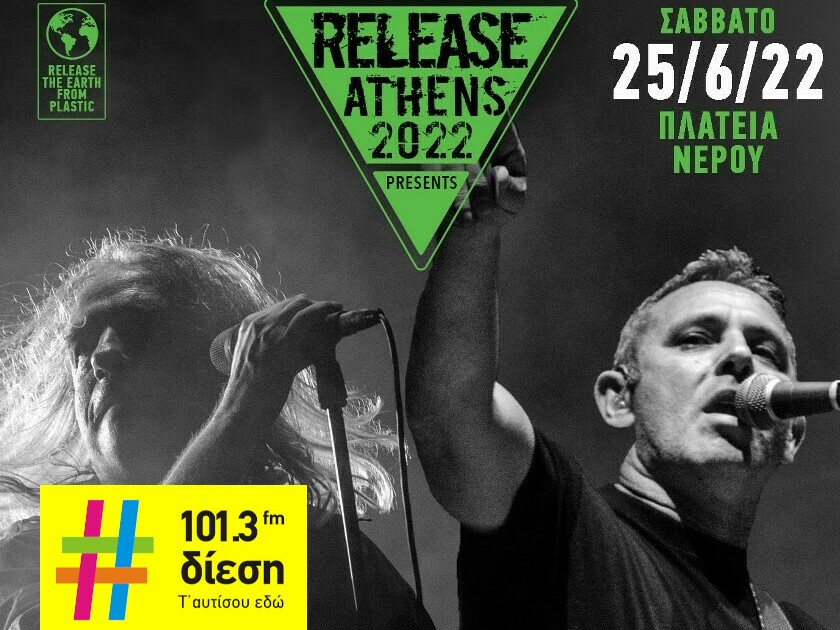 RELEASE
THE EARTH
FROM
PLASTIC
RELEASE
ATHENS
2022
PRESENTS
ΣΑΒΒΑΤΟ
25/6/22
ΠΛΑΤΕΙΑ
ΝΕΡΟΥ
101.3 fm
δίεση
Τ'αυτίσου εδώ